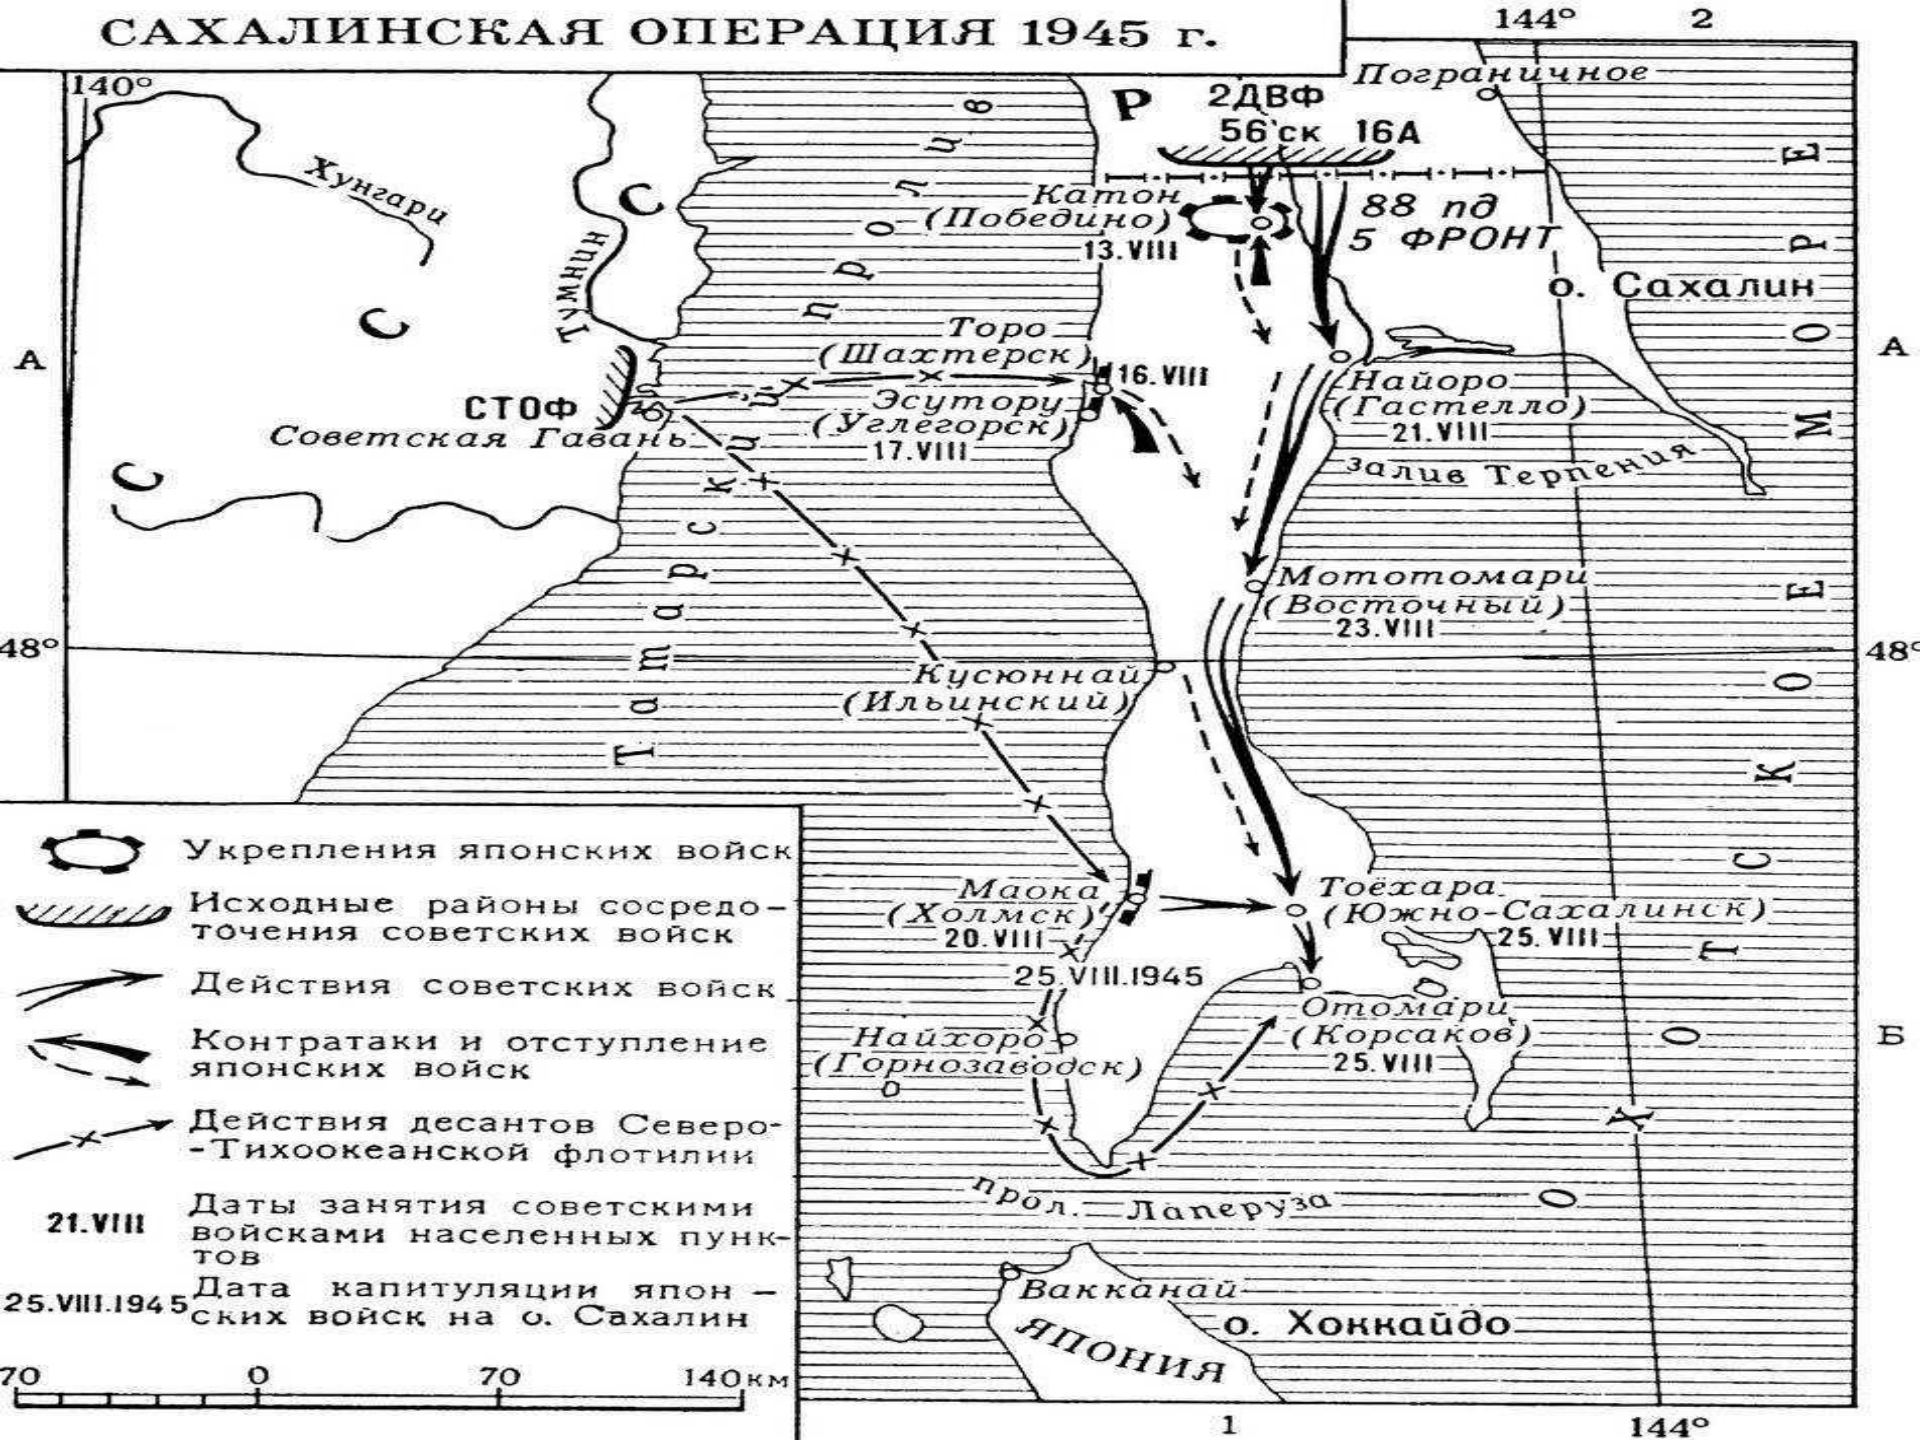 САХАЛИНСКАЯ ОПЕРАЦИЯ 1945 г.
144° 2
140°
Пограничное
Р
2ДВФ
56 ск 16А
Хунгари
С
Тумнин
С
С
Татарский пролив
Катон
(Победино)
13.VIII
88 пд
5 ФРОНТ
о. Сахалин
ОХОТСКОЕ МОРЕ
А
А
Торо
(Шахтерск)
16.VIII
Эсутору
(Углегорск)
17.VIII
СТОФ
Советская Гавань
Найоро
(Гастелло)
21.VIII
залив Терпения
Мототомари
(Восточный)
23.VIII
48°
48°
Кусюннай
(Ильинский)
Маока
(Холмск)
20.VIII
25.VIII.1945
Тоёхара
(Южно-Сахалинск)
25.VIII
Найхоро
(Горнозаводск)
Отомари
(Корсаков)
25.VIII
Б
прол. Лаперуза
Вакканай
ЯПОНИЯ
о. Хоккайдо
Укрепления японских войск
Исходные районы сосредо-
точения советских войск
Действия советских войск
Контратаки и отступление
японских войск
Действия десантов Северо-
-Тихоокеанской флотилии
21.VIII
Даты занятия советскими
войсками населенных пунк-
тов
25.VIII.1945
Дата капитуляции япон-
ских войск на о. Сахалин
70 0 70 140км
1
144°